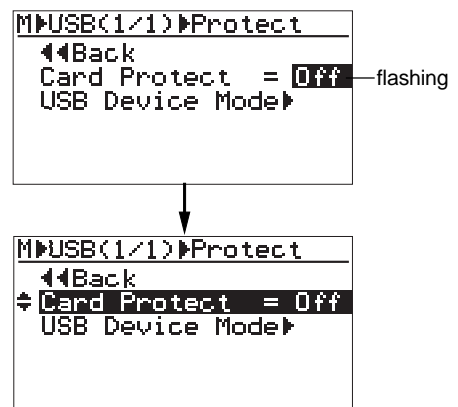 M▶USB(1/1)▶Protect
◀◀Back
Card Protect = Off
flashing
USB Device Mode▶
M▶USB(1/1)▶Protect
◀◀Back
Card Protect = Off
USB Device Mode▶